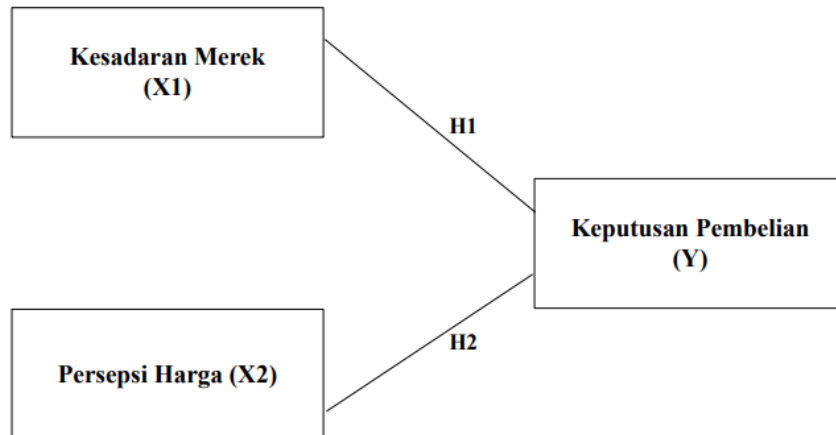 Kesadaran Merek
(X1)
H1
Keputusan Pembelian
(Y)
H2
Persepsi Harga (X2)